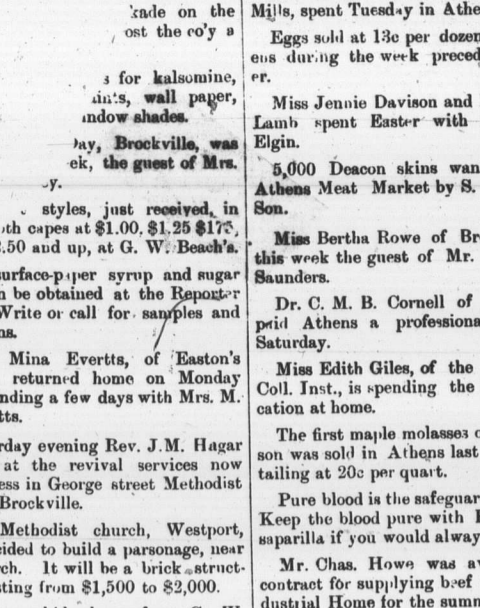 kade on the
ost the co'y a
s for kalsomine,
wall paper,
indow shades.
Day, Brockville, was
ek, the guest of Mrs.
y.
styles, just received, in
oth capes at $1.00, $1.25 $175,
.50 and up, at G. W. Beach's.
surface-paper syrup and sugar
n be obtained at the Reporter
Write or call for samples and
ns.
Mina Evertts, of Easton's
returned home on Monday
nding a few days with Mrs. M.
tts.
rday evening Rev. J.M. Hagar
at the revival services now
ess in George street Methodist
Brockville.
Methodist church, Westport,
cided to build a parsonage, near
rch. It will be a brick struct-
sting from $1,500 to $2,000.
Mills, spent Tuesday in Athe
Eggs sold at 13c per dozen
ens during the week preced
er.
Miss Jennie Davison and
Lamb spent Easter with
Elgin.
5,000 Deacon skins wan
Athens Meat Market by S.
Son.
Miss Bertha Rowe of Br
this week the guest of Mr.
Saunders.
Dr. C. M. B. Cornell of
paid Athens a professiona
Saturday.
Miss Edith Giles, of the
Coll. Inst., is spending the
cation at home.
The first maple molasses o
son was sold in Athens last
tailing at 20c per quart.
Pure blood is the safeguar
Keep the blood pure with H
saparilla if you would alway
Mr. Chas. Howe was aw
contract for supplying beef
dustrial Home for the summ